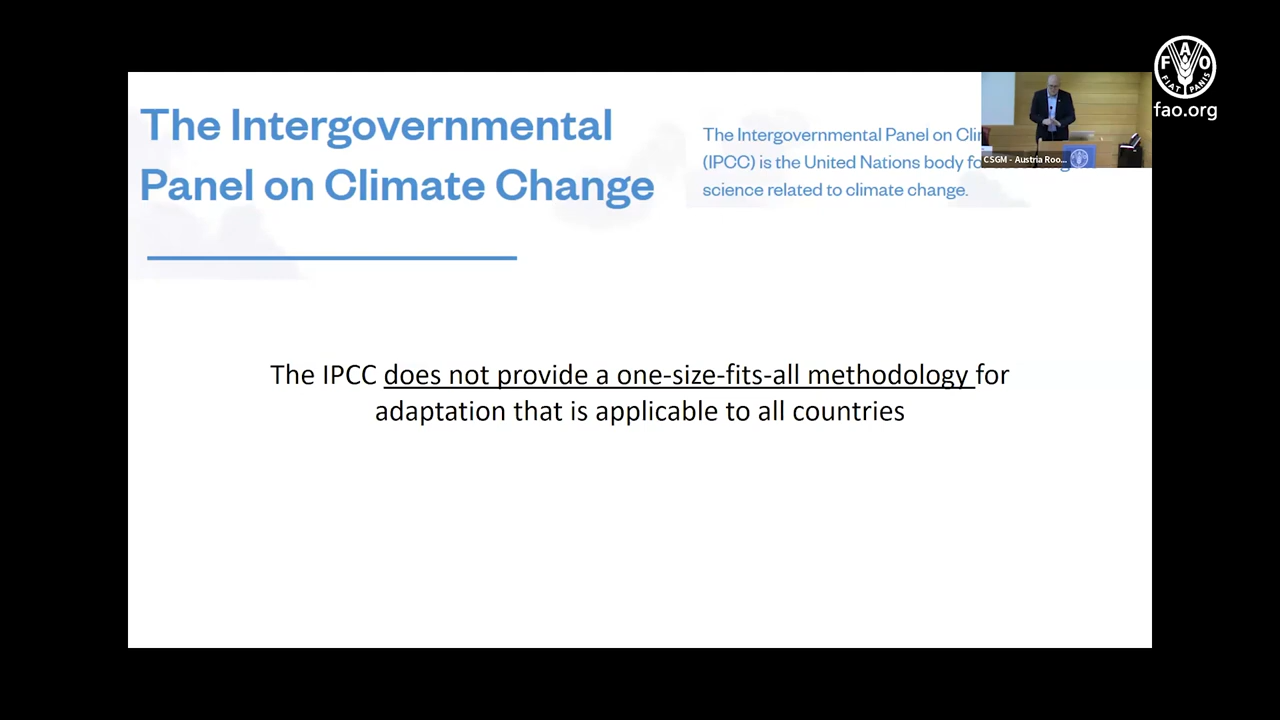 The Intergovernmental
Panel on Climate Change
The Intergovernmental Panel on
(IPCC) is the United Nations body
science related to climate change.
CSGM - Austria Roo...
FAO
FIAT PANIS
fao.org
The IPCC does not provide a one-size-fits-all methodology for
adaptation that is applicable to all countries